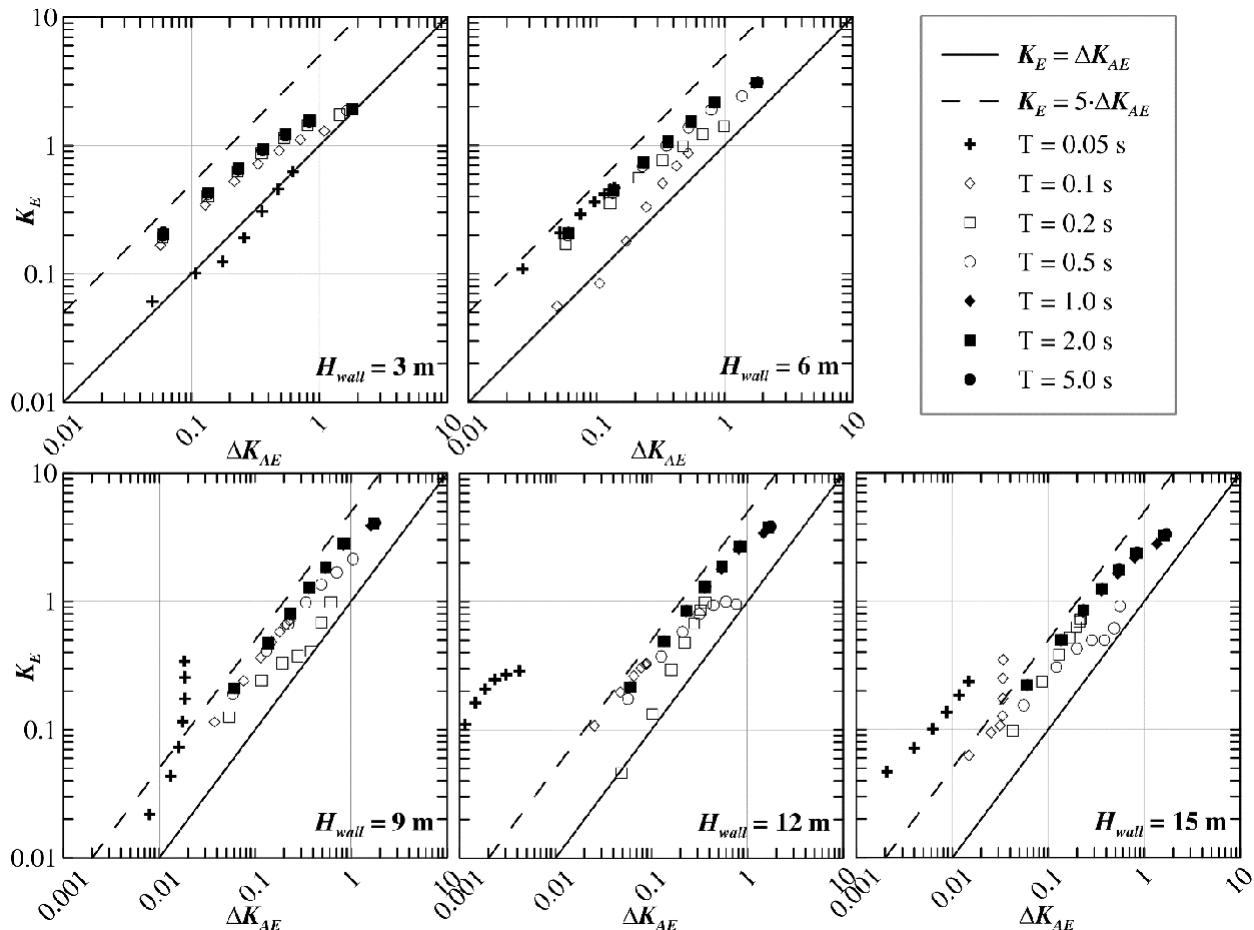 10
1
K_E
0.1
0.01
H_wall = 3 m
H_wall = 6 m
0.01
0.1
1
10
0.01
0.1
1
10
ΔK_AE
ΔK_AE
K_E = ΔK_AE
K_E = 5·ΔK_AE
T = 0.05 s
T = 0.1 s
T = 0.2 s
T = 0.5 s
T = 1.0 s
T = 2.0 s
T = 5.0 s
10
1
K_E
0.1
0.01
H_wall = 9 m
H_wall = 12 m
H_wall = 15 m
0.001
0.01
0.1
1
10
0.001
0.01
0.1
1
10
0.001
0.01
0.1
1
10
ΔK_AE
ΔK_AE
ΔK_AE